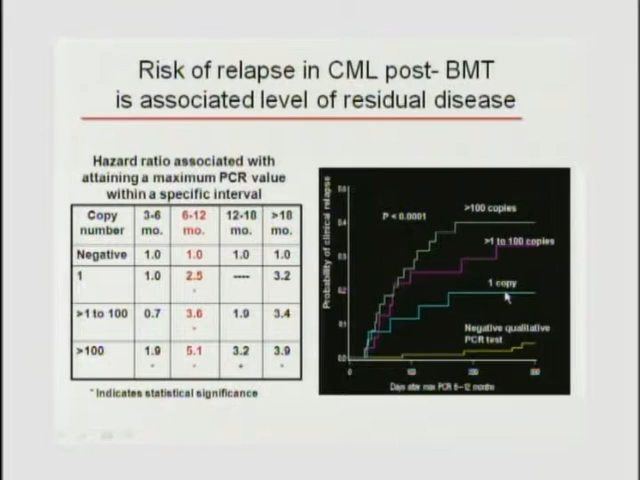 Risk of relapse in CML post- BMT
is associated level of residual disease
Hazard ratio associated with
attaining a maximum PCR value
within a specific interval
Copy number 3-6 mo. 6-12 mo. 12-18 mo. >18 mo.
Negative 1.0 1.0 1.0 1.0
1 1.0 2.5 * ---- 3.2
>1 to 100 0.7 3.6 * 1.9 3.4
>100 1.9 * 5.1 * 3.2 * 3.9 *
* Indicates statistical significance
Probability of clinical relapse
P < 0.0001
>100 copies
>1 to 100 copies
1 copy
Negative qualitative
PCR test
0 100
Days after max PCR 6-12 months